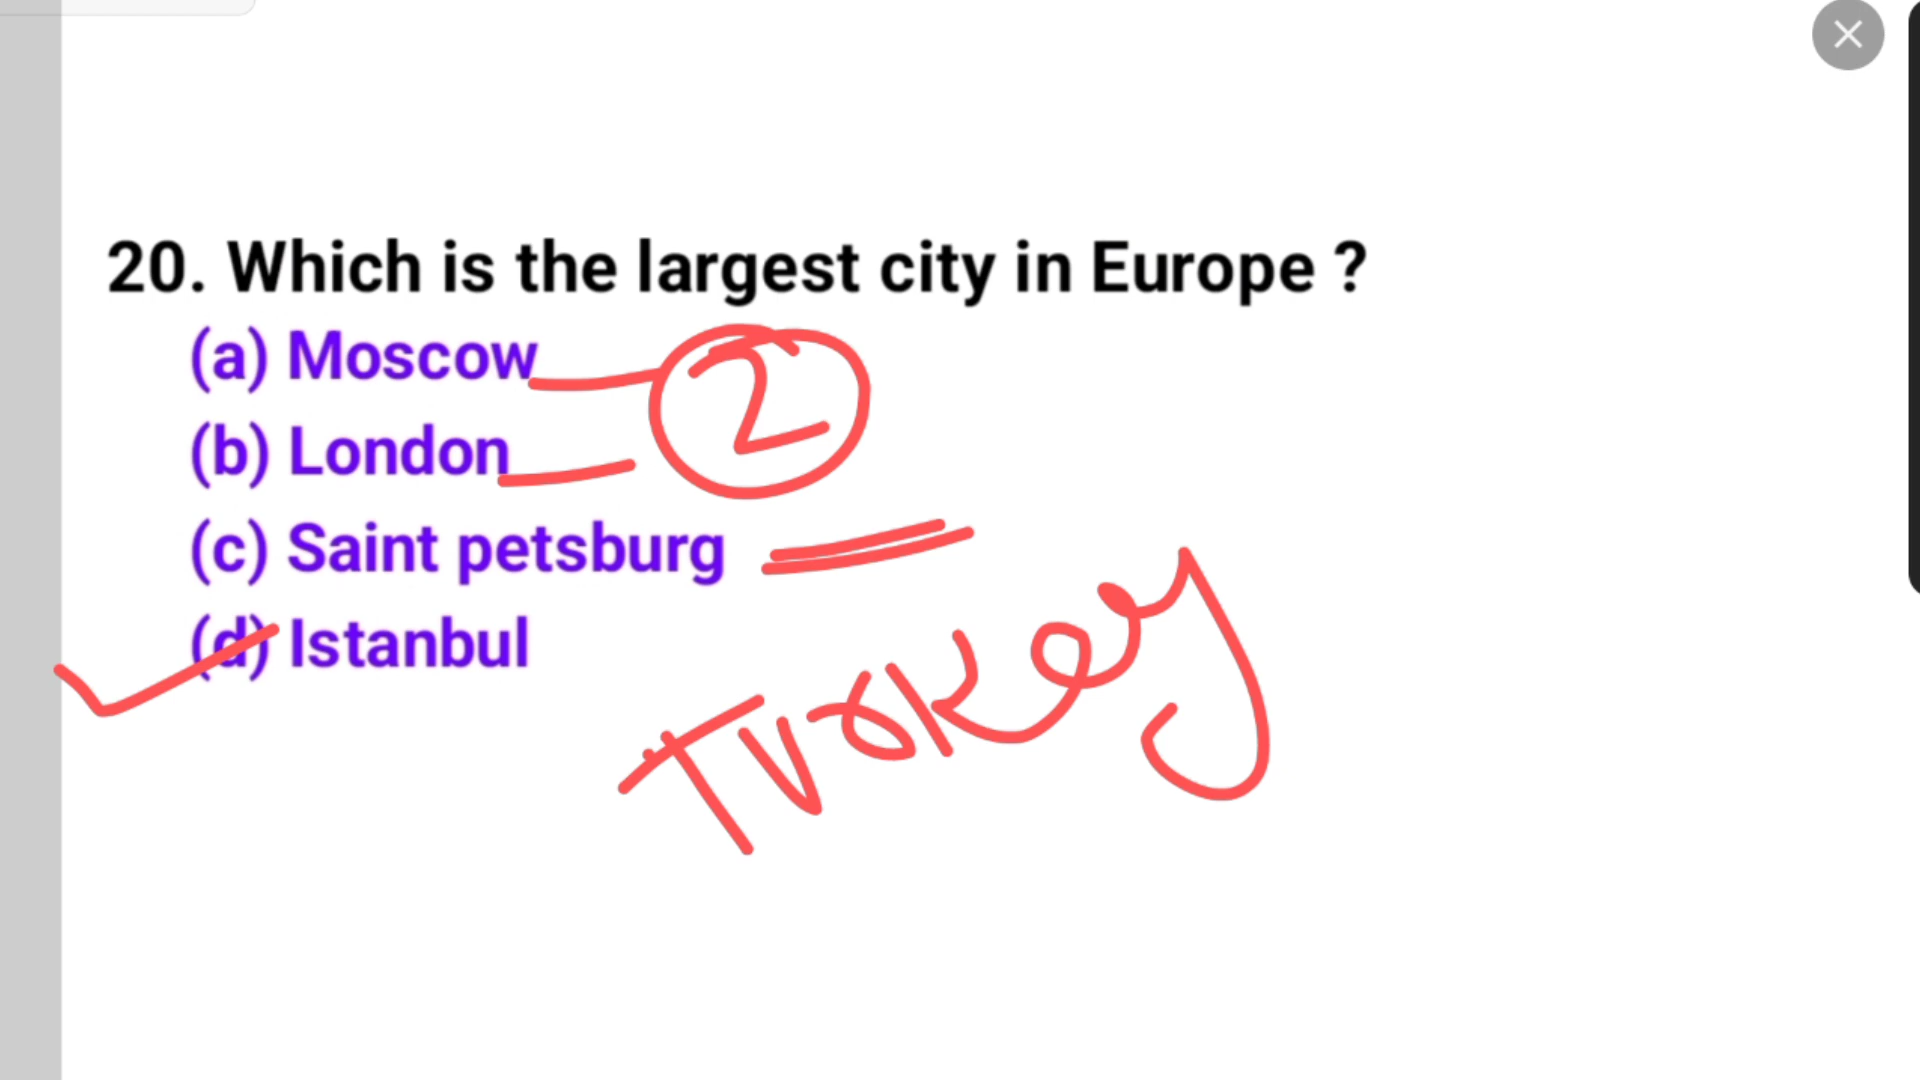 20. Which is the largest city in Europe ?
(a) Moscow
2
(b) London
(c) Saint petsburg
(d) Istanbul
Turkey